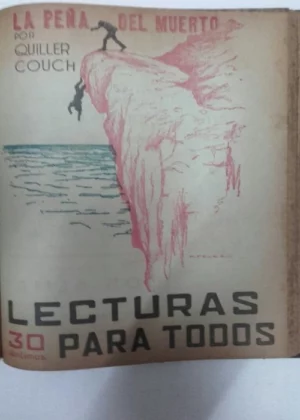 LA PEÑA DEL MUERTO
POR
QUILLER
COUCH
LECTURAS
30 PARA TODOS